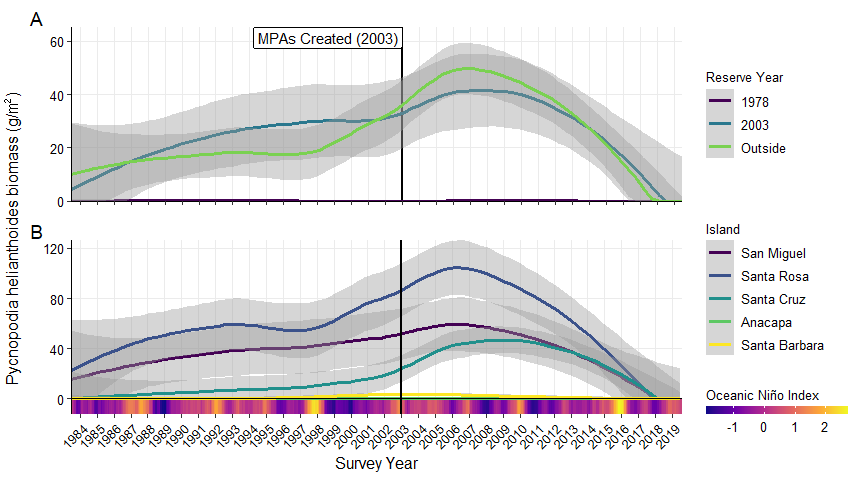 A
MPAs Created (2003)
60
40
20
0
Reserve Year
1978
2003
Outside
Pycnopodia helianthoides biomass (g/m²)
B
120
80
40
0
Island
San Miguel
Santa Rosa
Santa Cruz
Anacapa
Santa Barbara
Oceanic Niño Index
-1 0 1 2
1984 1985 1986 1987 1988 1989 1990 1991 1992 1993 1994 1995 1996 1997 1998 1999 2000 2001 2002 2003 2004 2005 2006 2007 2008 2009 2010 2011 2012 2013 2014 2015 2016 2017 2018 2019
Survey Year